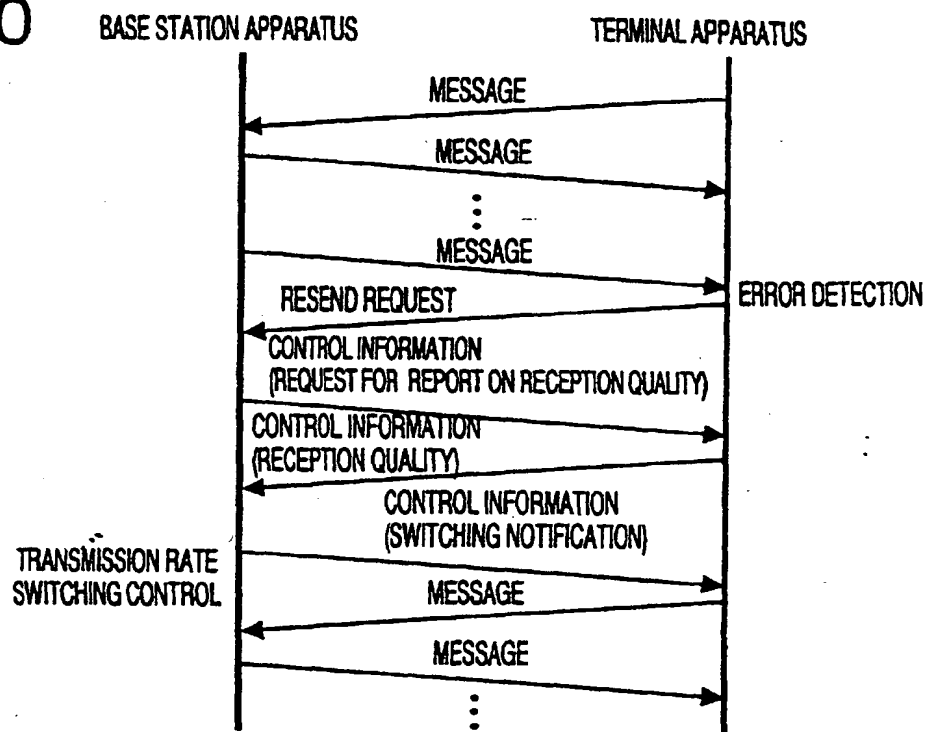 BASE STATION APPARATUS
TERMINAL APPARATUS
MESSAGE
MESSAGE
MESSAGE
ERROR DETECTION
RESEND REQUEST
CONTROL INFORMATION
(REQUEST FOR REPORT ON RECEPTION QUALITY)
CONTROL INFORMATION
(RECEPTION QUALITY)
CONTROL INFORMATION
(SWITCHING NOTIFICATION)
TRANSMISSION RATE
SWITCHING CONTROL
MESSAGE
MESSAGE